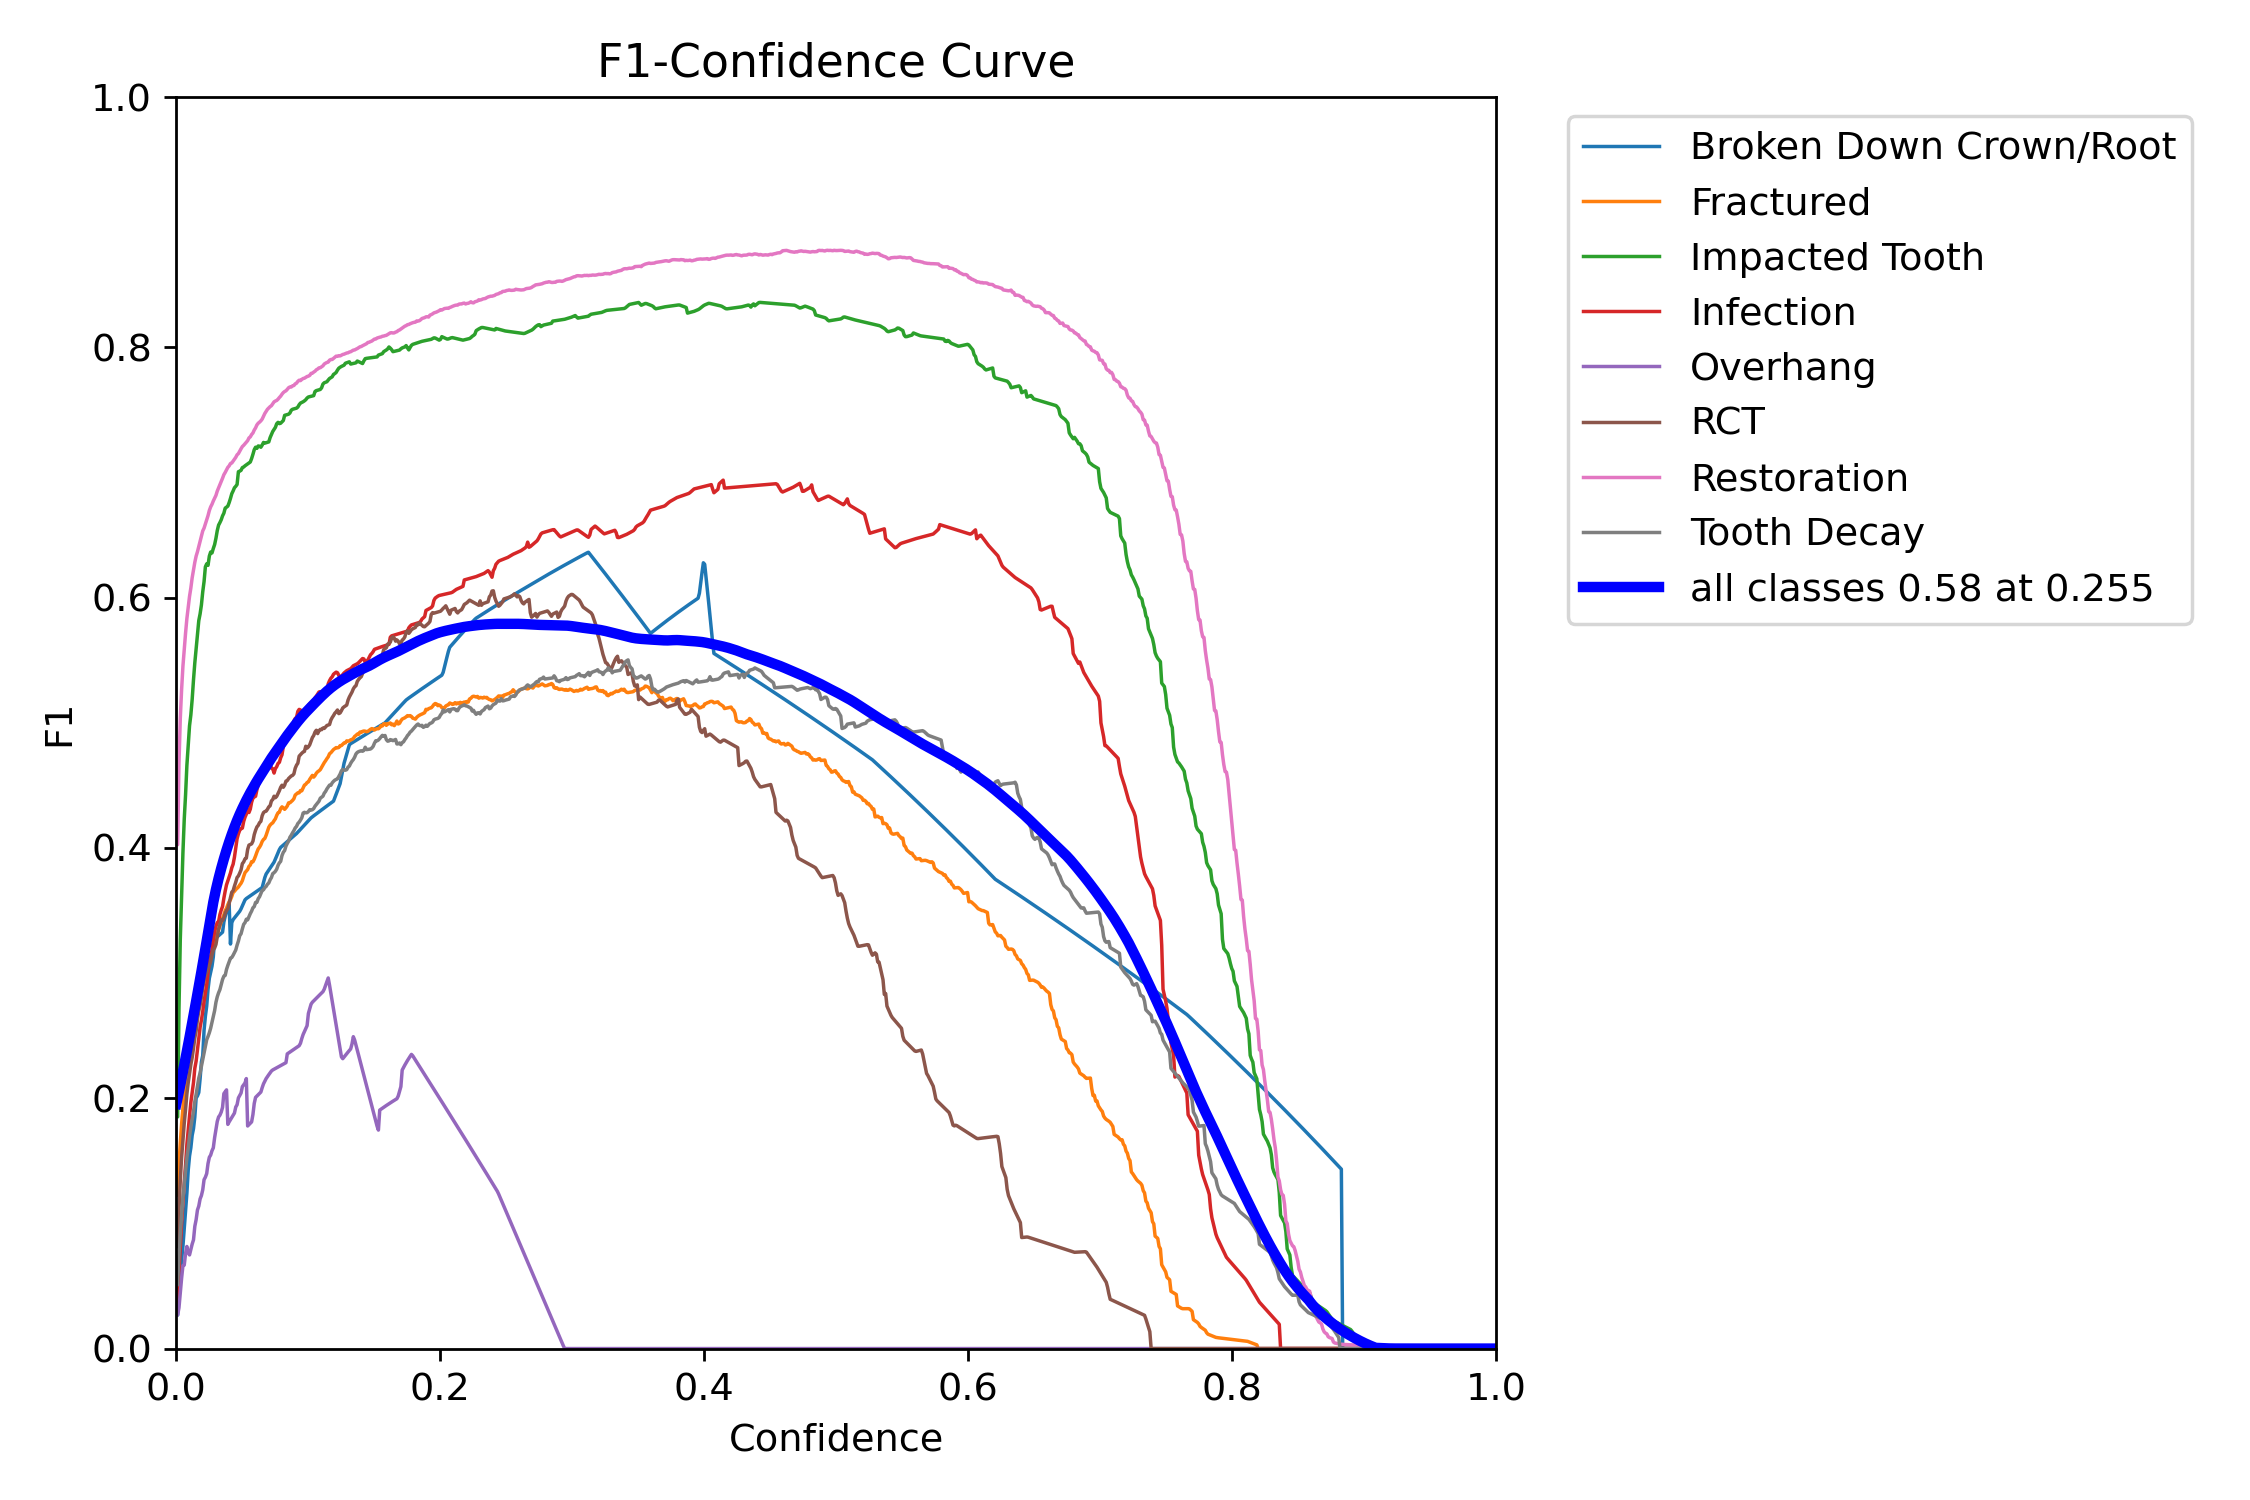 F1-Confidence Curve
1.0
0.8
0.6
0.4
0.2
0.0
F1
0.0 0.2 0.4 0.6 0.8 1.0
Confidence
Broken Down Crown/Root
Fractured
Impacted Tooth
Infection
Overhang
RCT
Restoration
Tooth Decay
all classes 0.58 at 0.255